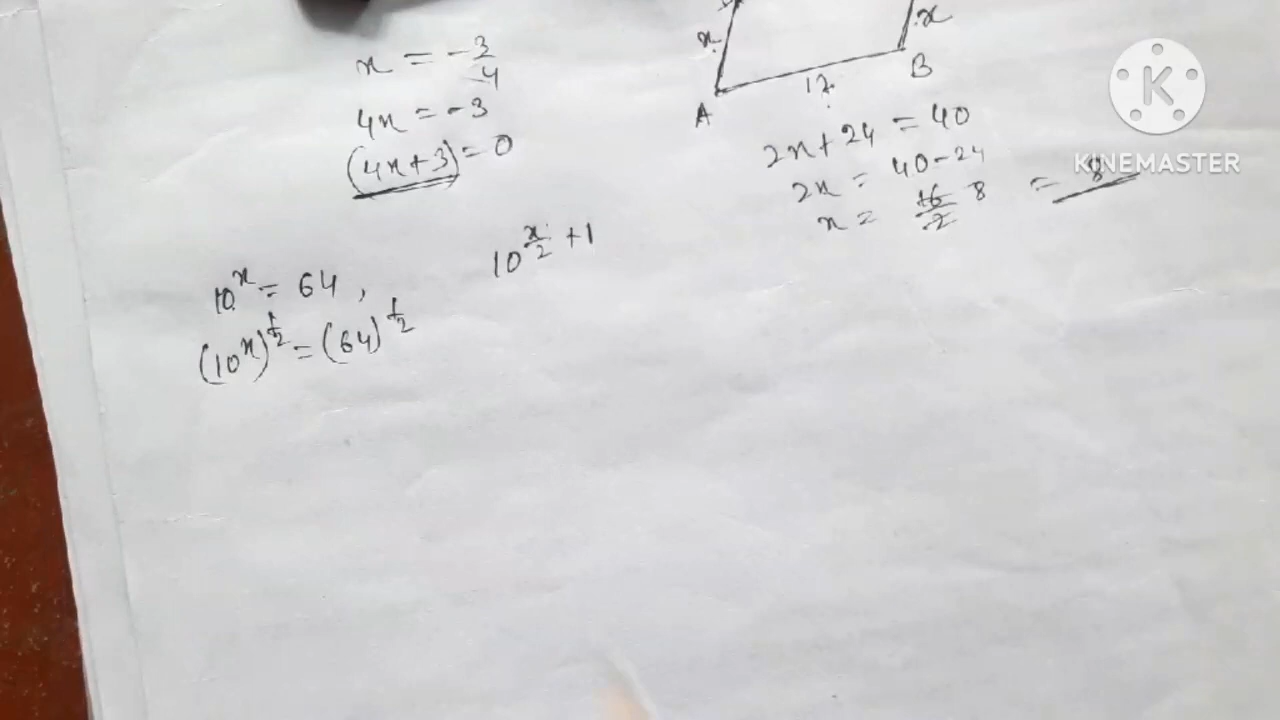 x = -3/4
4x = -3
(4x+3) = 0
x
x
A
12
B
2x + 24 = 40
2x = 40 - 24
x = 16/2 8 = 8
K
KINEMASTER
10^x = 64 , 10^(x/2) + 1
(10^x)^(1/2) = (64)^(1/2)